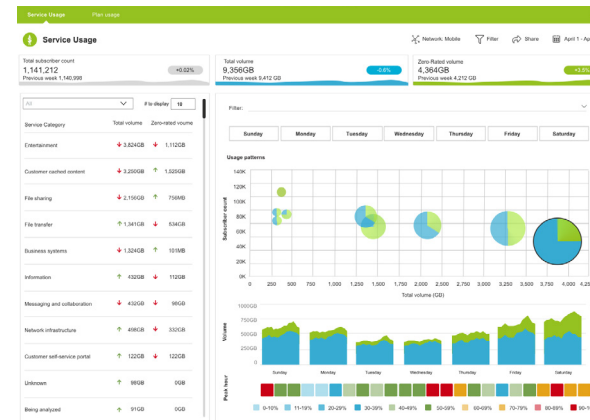 Service Usage
Plan usage
Service Usage
Network: Mobile
Filter
Share
April 1 - Ap
Total subscriber count
1,141,212
Previous week 1,140,998
+0.02%
Total volume
9,356GB
Previous week 9,412 GB
-0.6%
Zero-Rated volume
4,364GB
Previous week 4,212 GB
+3.5%
All
# to display
10
Service Category
Total volume
Zero-rated voume
Entertainment
3,824GB
1,112GB
Customer cached content
3,250GB
1,525GB
File sharing
2,156GB
756MB
File transfer
1,341GB
534GB
Business systems
1,324GB
101MB
Information
432GB
112GB
Messaging and collaboration
432GB
98GB
Network infrastructure
498GB
332GB
Customer self-service portal
122GB
122GB
Unknown
98GB
0GB
Being analyzed
91GB
0GB
Filter:
Sunday
Monday
Tuesday
Wednesday
Thursday
Friday
Saturday
Usage patterns
Subscriber count
140K
120K
100K
80K
60K
40K
20K
0K
0
250
500
750
1,000
1,250
1,500
1,750
2,000
2,250
2,500
2,750
3,000
3,250
3,500
3,750
4,000
4,25
Total volume (GB)
Volume
1000GB
750GB
500GB
250GB
0
Sunday
Monday
Tuesday
Wednesday
Thursday
Friday
Saturday
Peak hour
0-10%
11-19%
20-29%
30-39%
40-49%
50-59%
60-69%
70-79%
80-89%
90-1